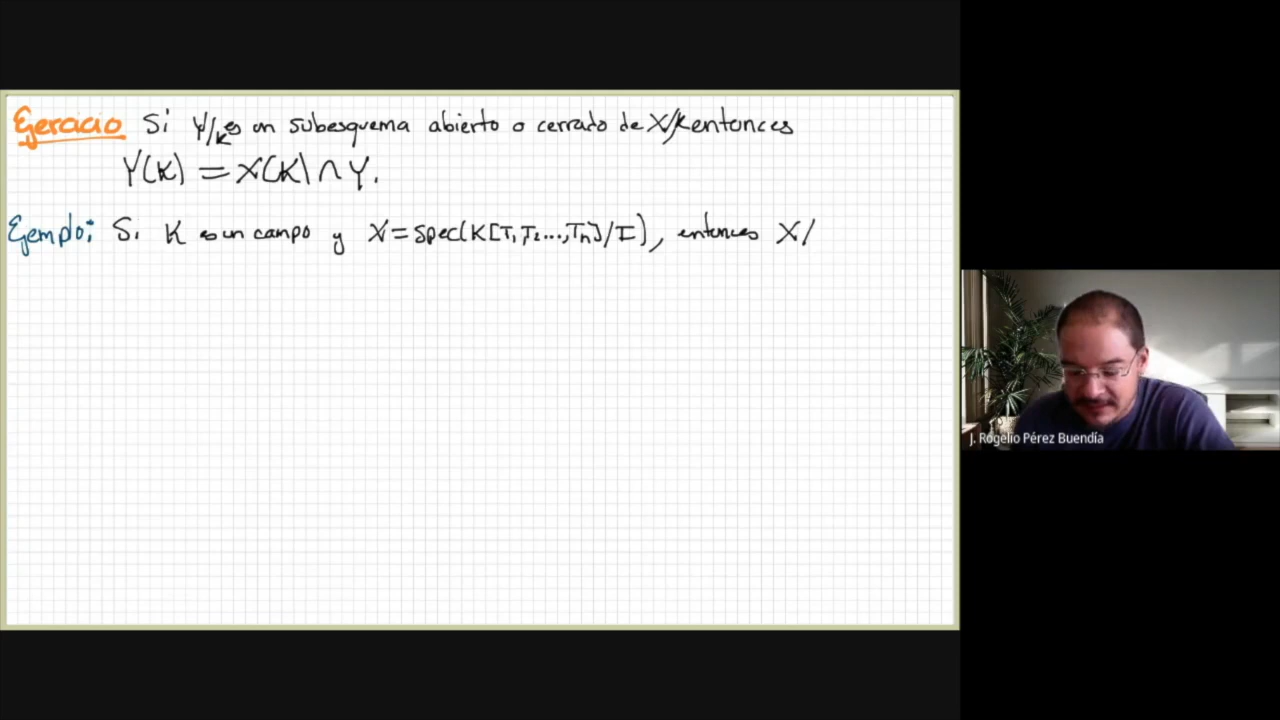 Ejercicio Si Y/K es un subesquema abierto o cerrado de X/K entonces
Y(K) = X(K) ∩ Y.
Ejemplo: Si K es un campo y X = Spec(K[T₁,T₂...,Tₙ]/I), entonces X/
J. Rogelio Pérez Buendía